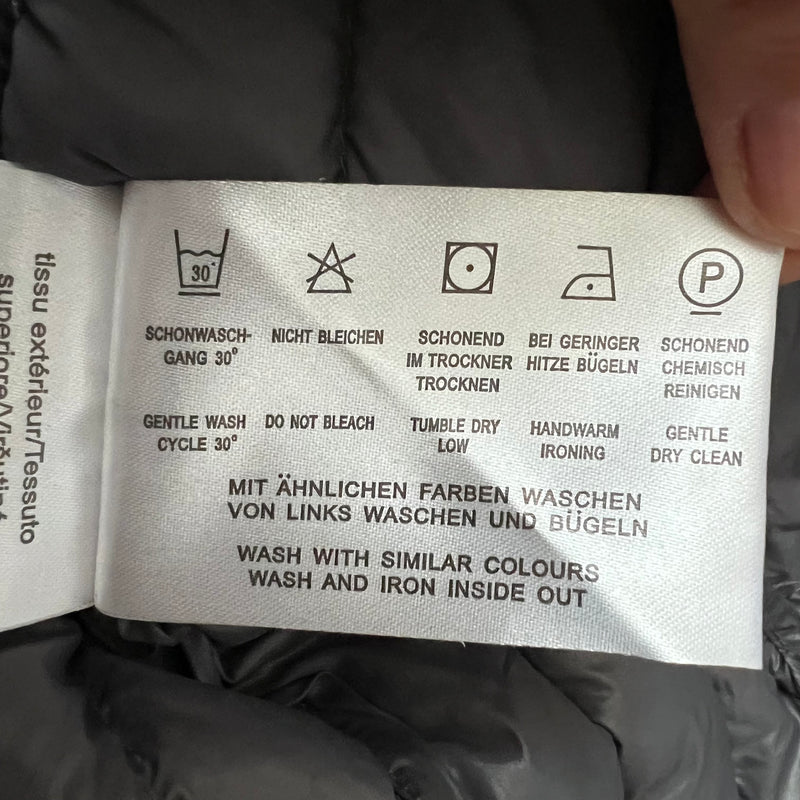 tissu extérieur/Tessuto
30°
P
SCHONWASCH-
GANG 30°
NICHT BLEICHEN
SCHONEND
IM TROCKNER
TROCKNEN
BEI GERINGER
HITZE BÜGELN
SCHONEND
CHEMISCH
REINIGEN
GENTLE WASH
CYCLE 30°
DO NOT BLEACH
TUMBLE DRY
LOW
HANDWARM
IRONING
GENTLE
DRY CLEAN
MIT ÄHNLICHEN FARBEN WASCHEN
VON LINKS WASCHEN UND BÜGELN
WASH WITH SIMILAR COLOURS
WASH AND IRON INSIDE OUT